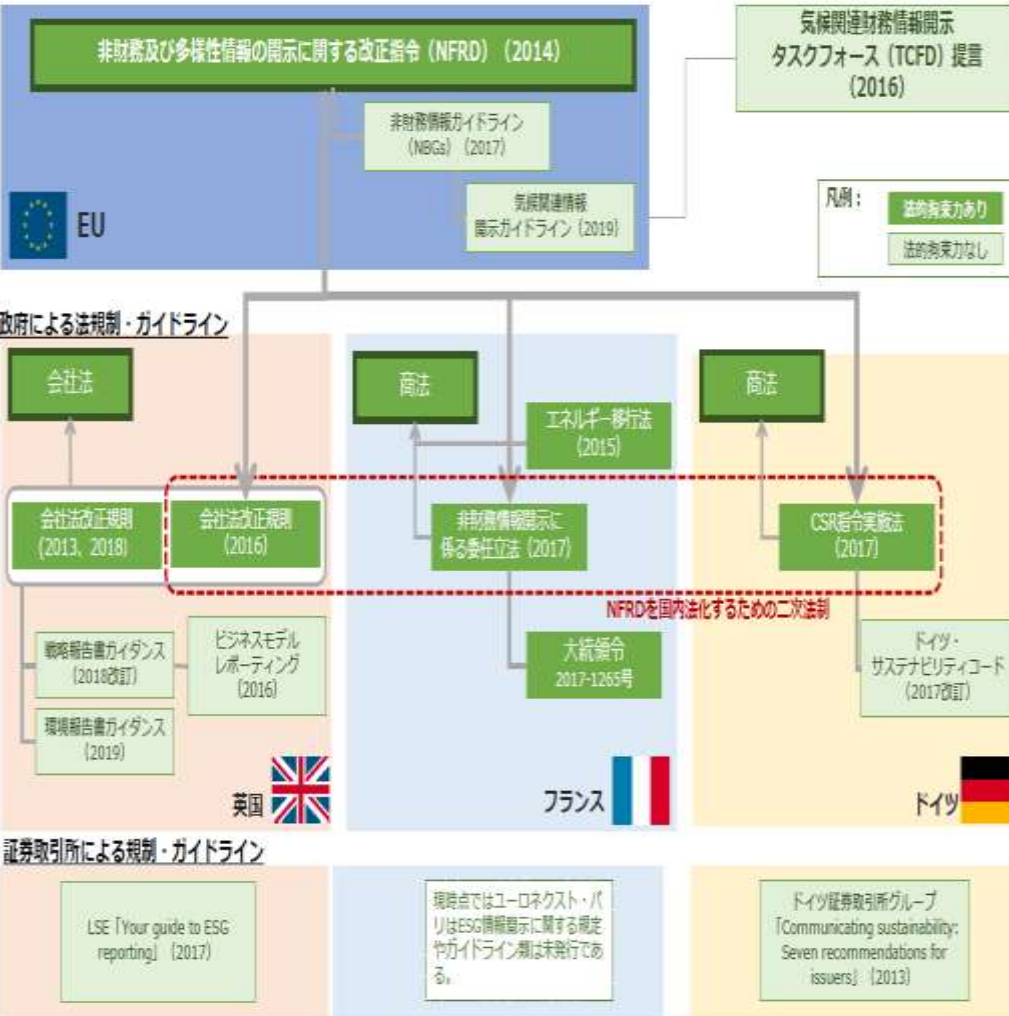 非財務及び多様性情報の開示に関する改正指令（NFRD）（2014）
気候関連財務情報開示
タスクフォース（TCFD）提言
（2016）
非財務情報ガイドライン
（NBGs）（2017）
気候関連情報
開示ガイドライン（2019）
EU
凡例：
法的拘束力あり
法的拘束力なし
政府による法規制・ガイドライン
会社法
商法
商法
エネルギー移行法
（2015）
会社法改正規則
（2013、2018）
会社法改正規則
（2016）
非財務情報開示に
係る委任立法（2017）
CSR指令実施法
（2017）
NFRDを国内法化するための二次法制
戦略報告書ガイダンス
（2018改訂）
ビジネスモデル
レポーティング
（2016）
環境報告書ガイダンス
（2019）
大統領令
2017-1265号
ドイツ・
サステナビリティコード
（2017改訂）
英国
フランス
ドイツ
証券取引所による規制・ガイドライン
LSE「Your guide to ESG
reporting」（2017）
現時点ではユーロネクスト・パ
リはESG情報開示に関する規定
やガイドライン類は未発行であ
る。
ドイツ証券取引所グループ
「Communicating sustainability:
Seven recommendations for
issuers」（2013）